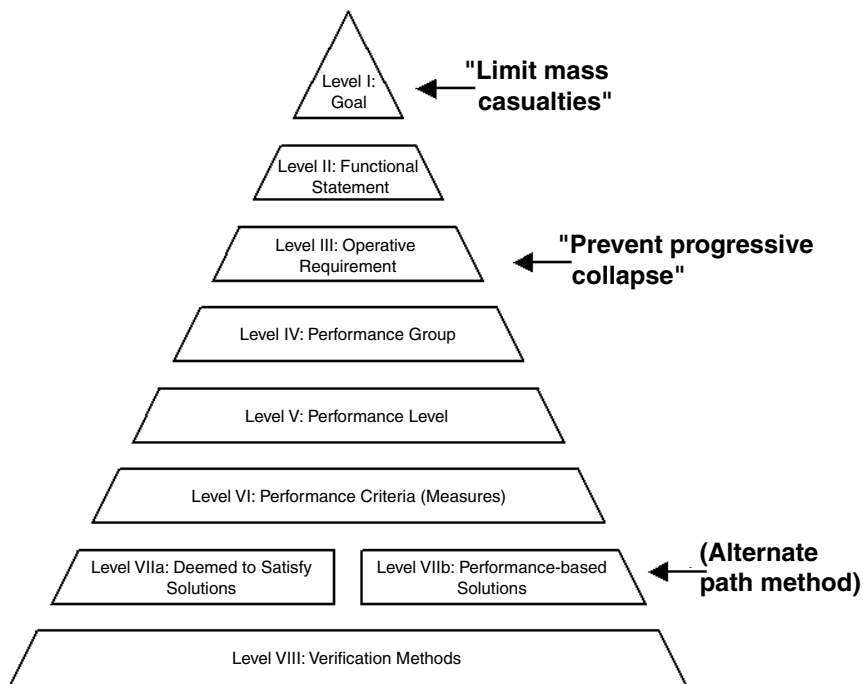 Level I:
Goal
"Limit mass
casualties"
Level II: Functional
Statement
Level III: Operative
Requirement
"Prevent progressive
collapse"
Level IV: Performance Group
Level V: Performance Level
Level VI: Performance Criteria (Measures)
Level VIIa: Deemed to Satisfy
Solutions
Level VIIb: Performance-based
Solutions
(Alternate
path method)
Level VIII: Verification Methods